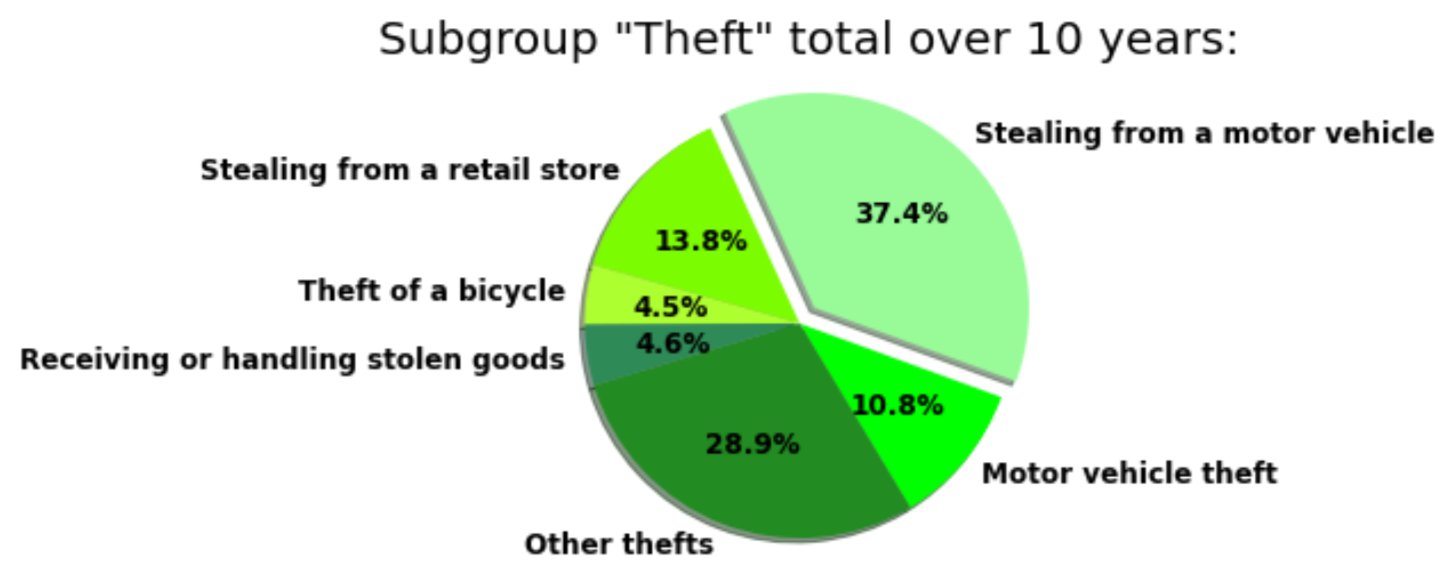 Subgroup "Theft" total over 10 years:
Stealing from a motor vehicle
Stealing from a retail store
37.4%
13.8%
Theft of a bicycle
4.5%
4.6%
Receiving or handling stolen goods
10.8%
28.9%
Motor vehicle theft
Other thefts